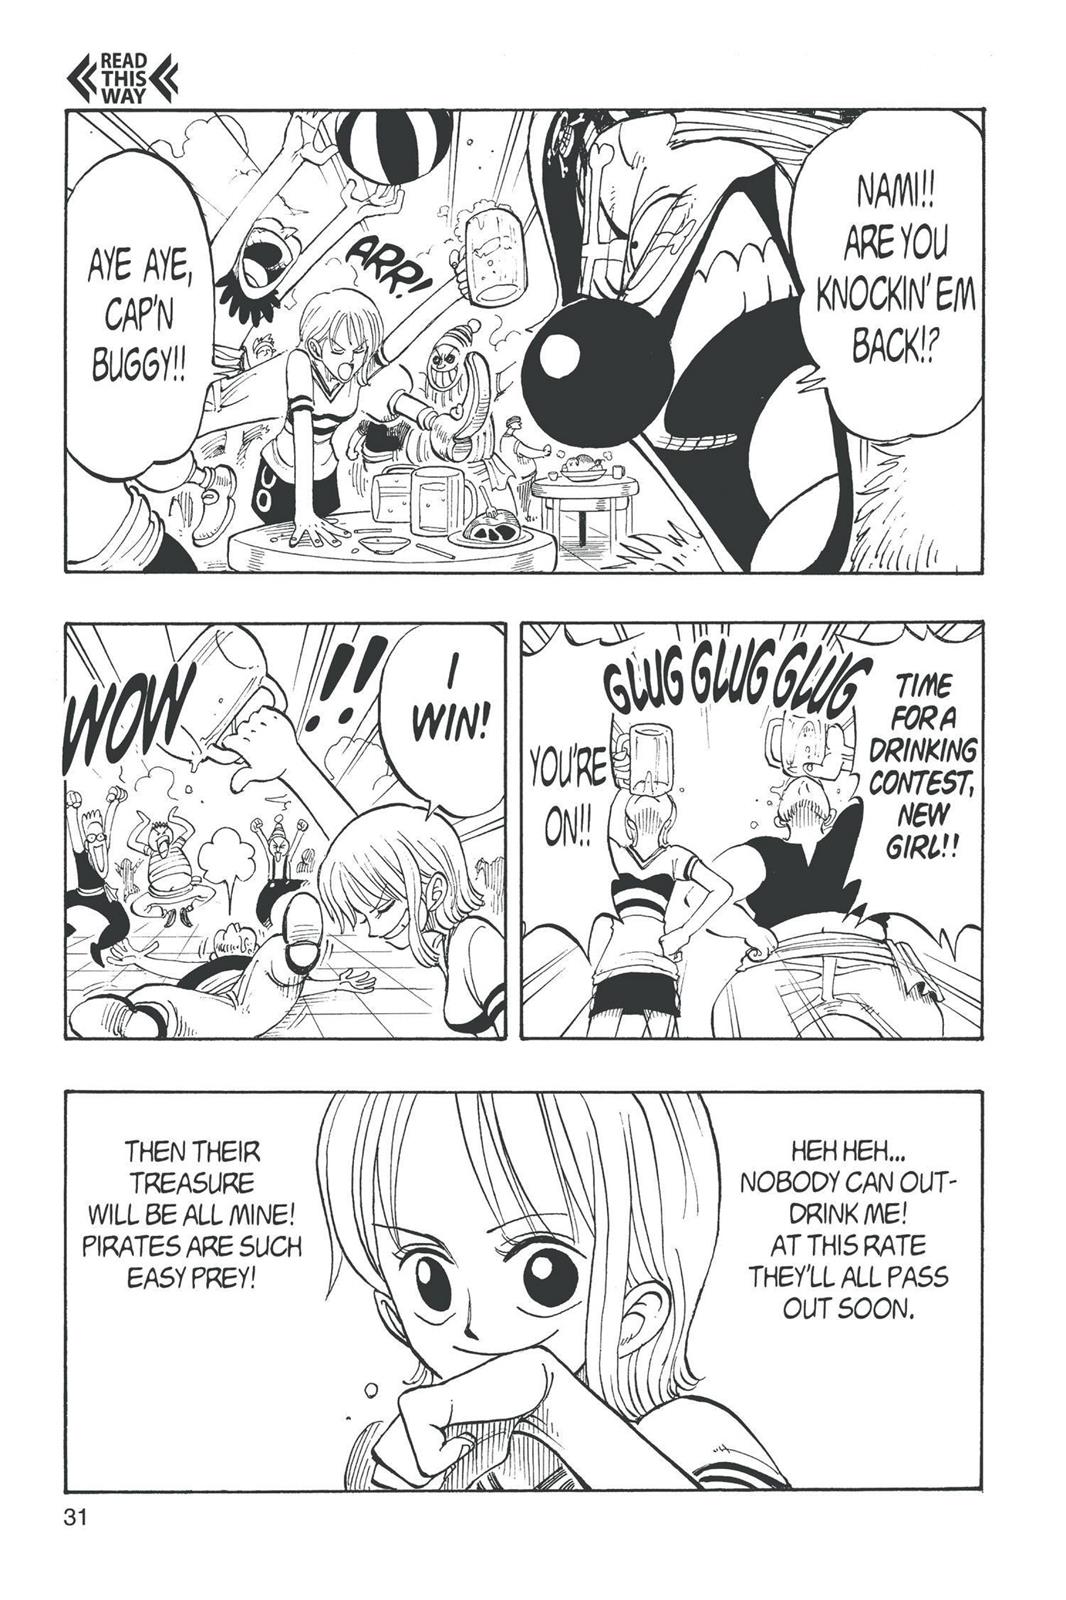 READ
THIS
WAY
NAMI!!
ARE YOU
KNOCKIN' EM
BACK!?
ARR!
AYE AYE,
CAP'N
BUGGY!!
TIME
FOR A
DRINKING
CONTEST,
NEW
GIRL!!
GLUG GLUG GLUG
YOU'RE
ON!!
I
WIN!
WOW!!
HEH HEH...
NOBODY CAN OUT-
DRINK ME!
AT THIS RATE
THEY'LL ALL PASS
OUT SOON.
THEN THEIR
TREASURE
WILL BE ALL MINE!
PIRATES ARE SUCH
EASY PREY!
31